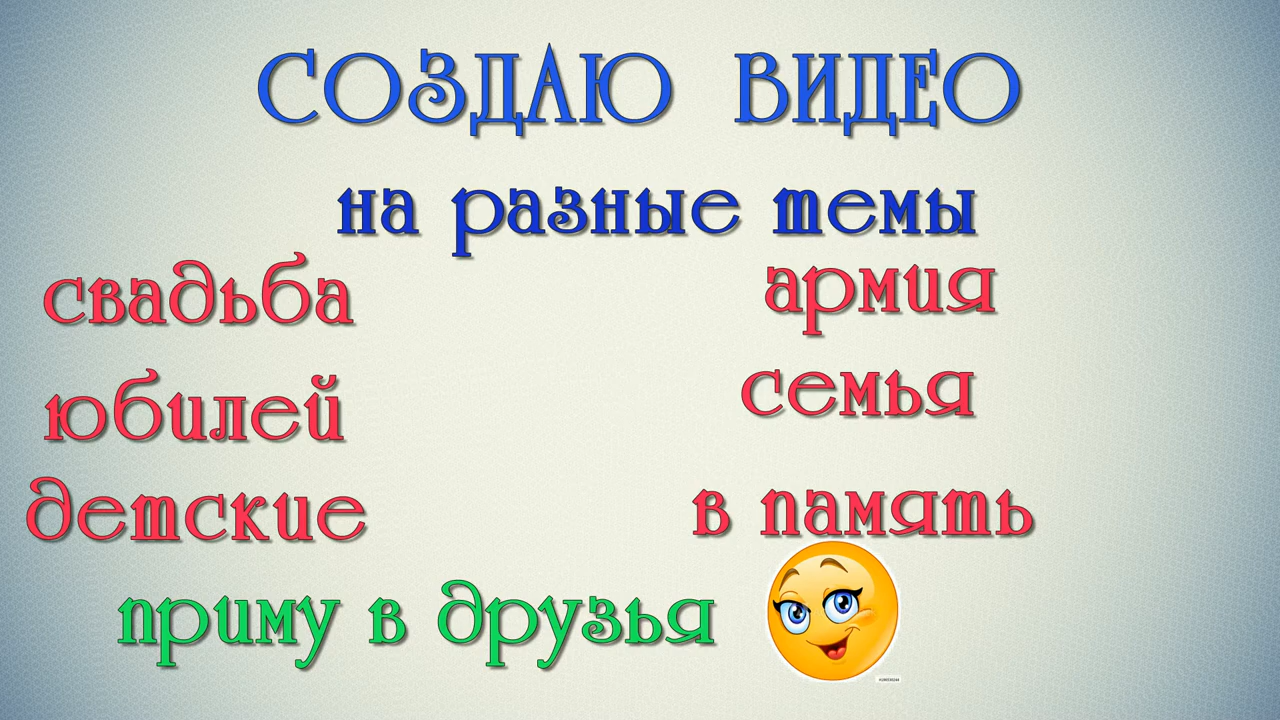 СОЗДАЮ ВИДЕО
на разные темы
свадьба
армия
юбилей
семья
детские
в память
приму в друзья